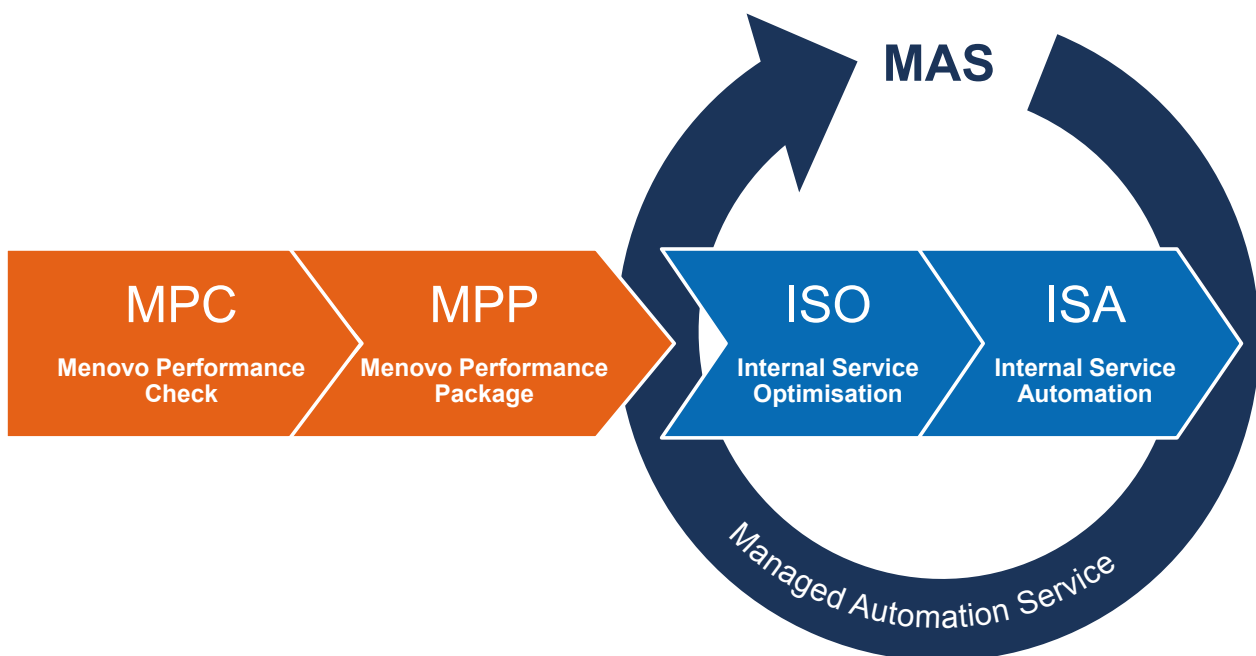 MAS
MPC
Menovo Performance
Check
MPP
Menovo Performance
Package
ISO
Internal Service
Optimisation
ISA
Internal Service
Automation
Managed Automation Service